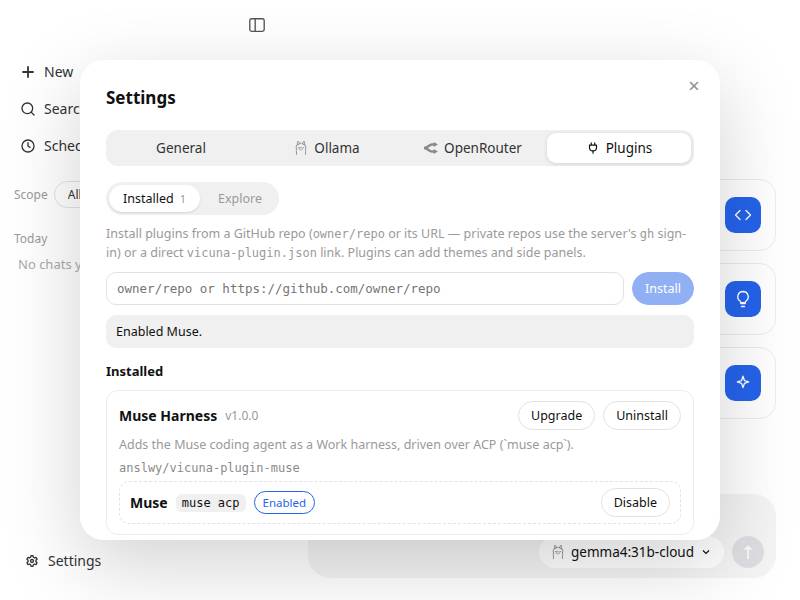 New
Searc
Sched
Scope
All
Today
No chats y
Settings
Settings
General
Ollama
OpenRouter
Plugins
Installed 1
Explore
Install plugins from a GitHub repo (owner/repo or its URL — private repos use the server's gh sign-
in) or a direct vicuna-plugin.json link. Plugins can add themes and side panels.
owner/repo or https://github.com/owner/repo
Install
Enabled Muse.
Installed
Muse Harness v1.0.0
Upgrade
Uninstall
Adds the Muse coding agent as a Work harness, driven over ACP (`muse acp`).
anslwy/vicuna-plugin-muse
Muse muse acp Enabled
Disable
gemma4:31b-cloud